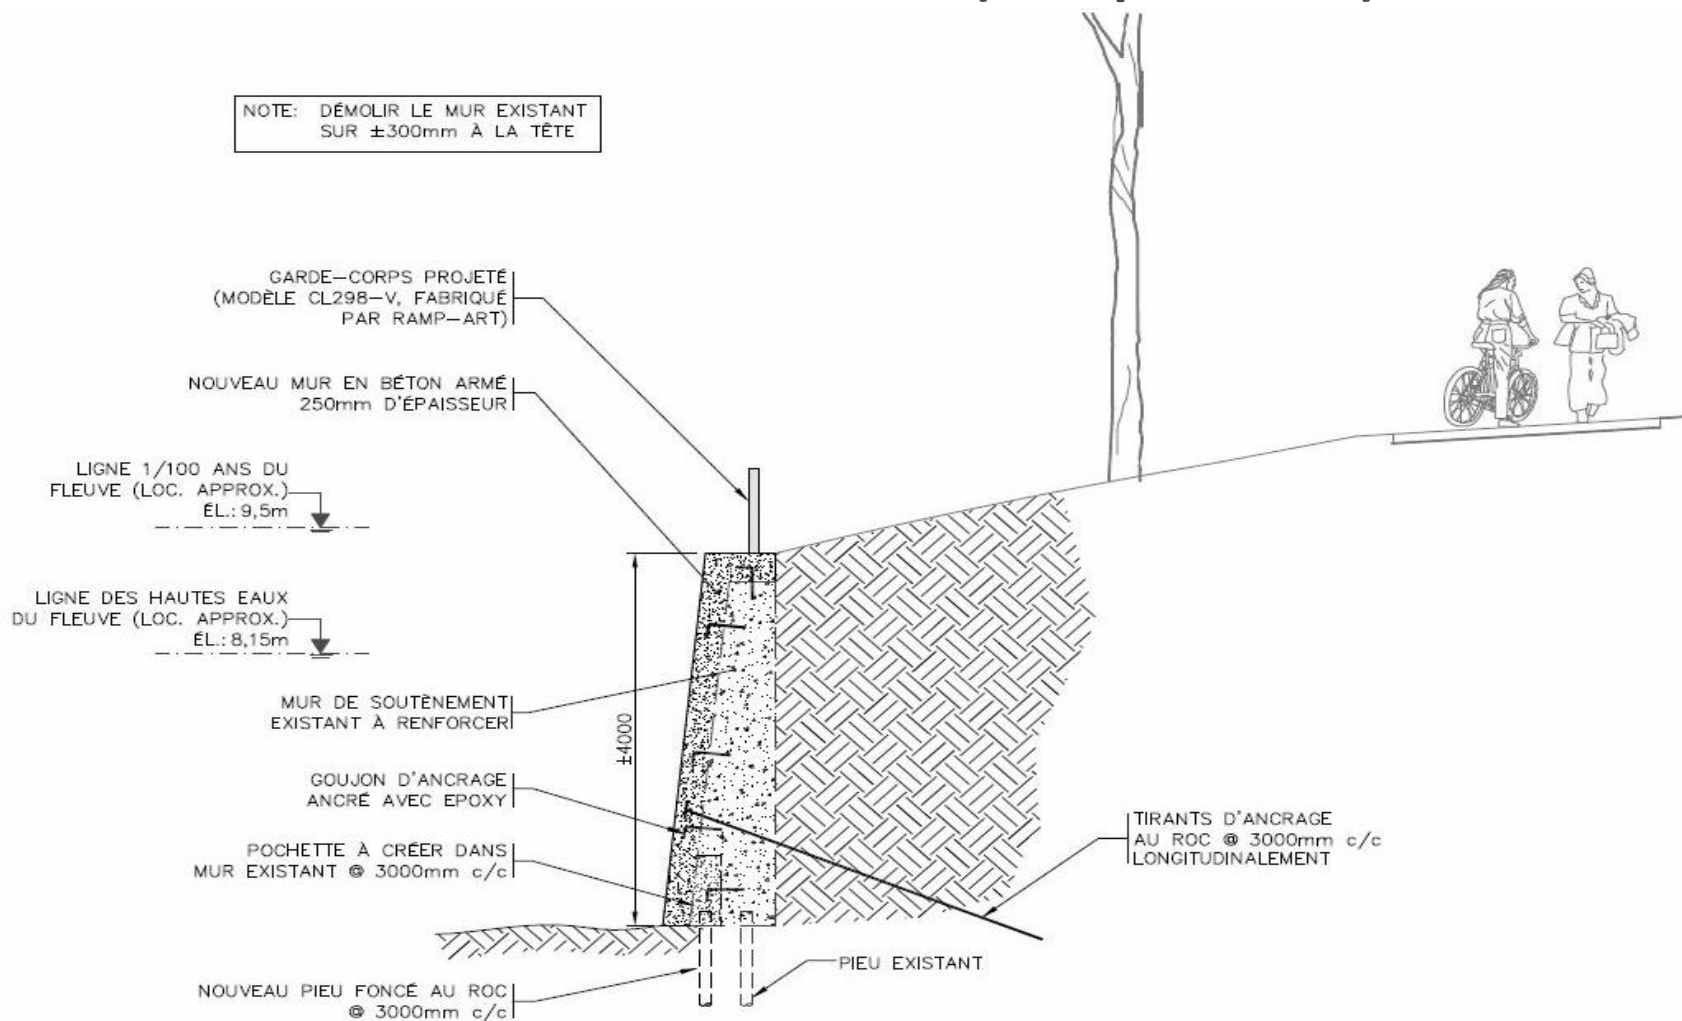 NOTE: DÉMOLIR LE MUR EXISTANT
SUR ±300mm À LA TÊTE
GARDE-CORPS PROJETÉ
(MODÈLE CL298-V, FABRIQUÉ
PAR RAMP-ART)
NOUVEAU MUR EN BÉTON ARMÉ
250mm D'ÉPAISSEUR
LIGNE 1/100 ANS DU
FLEUVE (LOC. APPROX.)
ÉL.: 9,5m
LIGNE DES HAUTES EAUX
DU FLEUVE (LOC. APPROX.)
ÉL.: 8,15m
MUR DE SOUTÈNEMENT
EXISTANT À RENFORCER
±4000
GOUJON D'ANCRAGE
ANCRÉ AVEC EPOXY
POCHETTE À CRÉER DANS
MUR EXISTANT @ 3000mm c/c
TIRANTS D'ANCRAGE
AU ROC @ 3000mm c/c
LONGITUDINALEMENT
PIEU EXISTANT
NOUVEAU PIEU FONCÉ AU ROC
@ 3000mm c/c